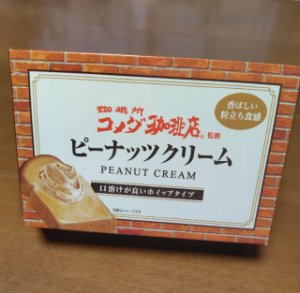 珈琲所
コメダ珈琲店® 監修
香ばしい
粒立ち食感
ピーナッツクリーム
PEANUT CREAM
口溶けが良いホイップタイプ